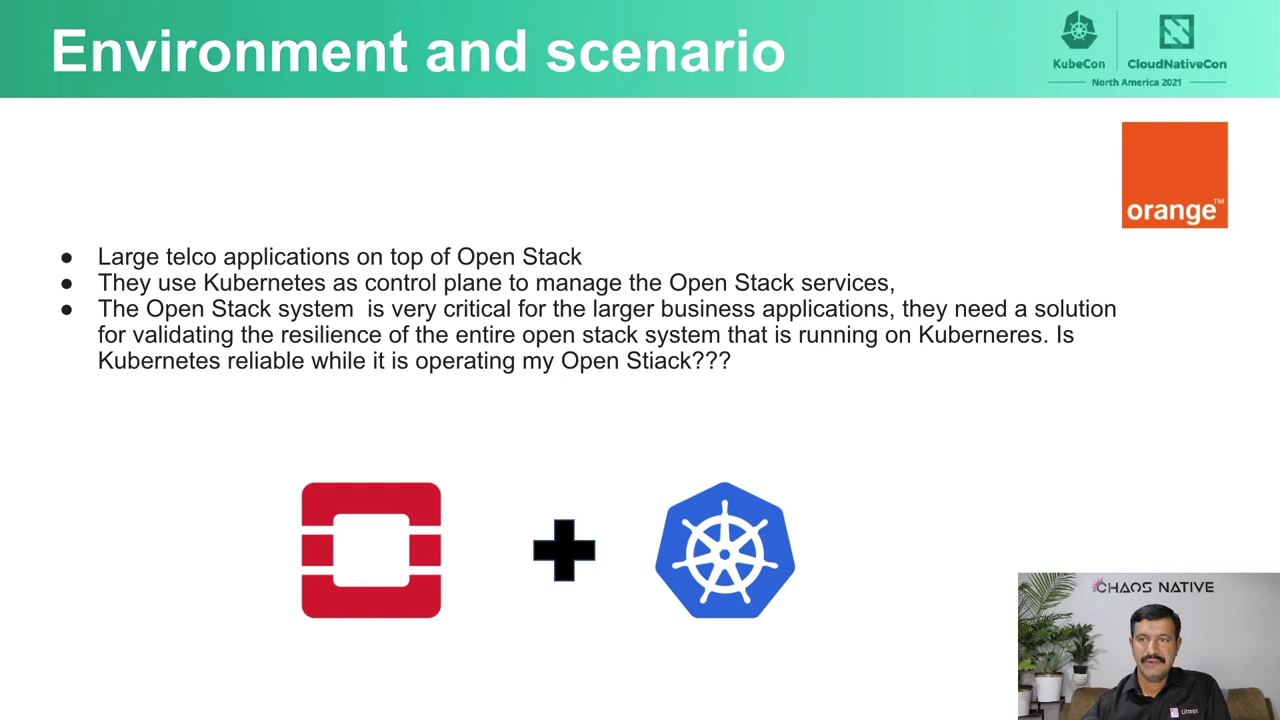 Environment and scenario
KubeCon
CloudNativeCon
North America 2021
orange™
● Large telco applications on top of Open Stack
● They use Kubernetes as control plane to manage the Open Stack services,
● The Open Stack system  is very critical for the larger business applications, they need a solution
for validating the resilience of the entire open stack system that is running on Kuberneres. Is
Kubernetes reliable while it is operating my Open Stiack???
CHAOS NATIVE
Litmus